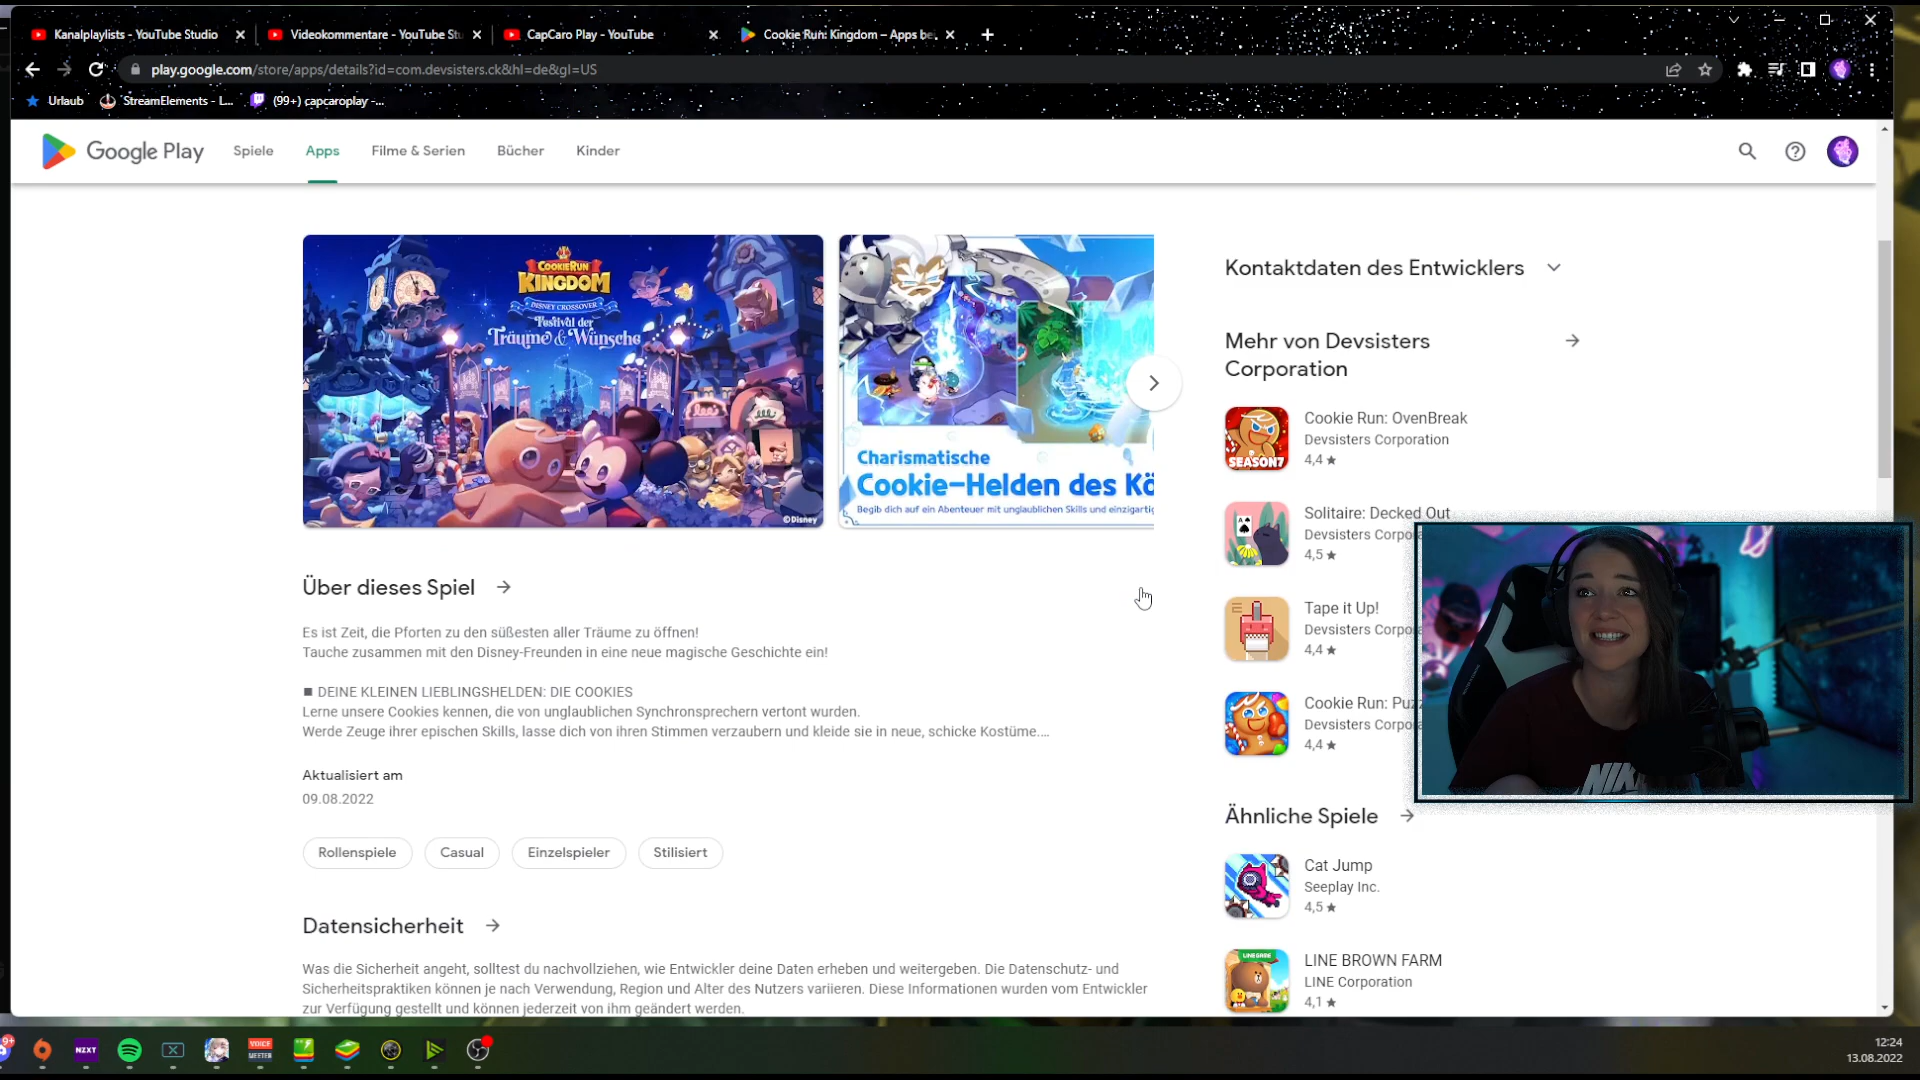 Kanalplaylists - YouTube Studio
Videokommentare - YouTube Stu
CapCaro Play - YouTube
Cookie Run: Kingdom – Apps be
play.google.com/store/apps/details?id=com.devsisters.ck&hl=de&gl=US
Urlaub
StreamElements - L...
(99+) capcaroplay -...
Google Play
Spiele
Apps
Filme & Serien
Bücher
Kinder
COOKIERUN
KINGDOM
DISNEY CROSSOVER
Festival der
Träume & Wünsche
©Disney
Charismatische
Cookie-Helden des Kö
Begib dich auf ein Abenteuer mit unglaublichen Skills und einzigartig
Über dieses Spiel
Es ist Zeit, die Pforten zu den süßesten aller Träume zu öffnen!
Tauche zusammen mit den Disney-Freunden in eine neue magische Geschichte ein!
■ DEINE KLEINEN LIEBLINGSHELDEN: DIE COOKIES
Lerne unsere Cookies kennen, die von unglaublichen Synchronsprechern vertont wurden.
Werde Zeuge ihrer epischen Skills, lasse dich von ihren Stimmen verzaubern und kleide sie in neue, schicke Kostüme....
Aktualisiert am
09.08.2022
Rollenspiele
Casual
Einzelspieler
Stilisiert
Datensicherheit
Was die Sicherheit angeht, solltest du nachvollziehen, wie Entwickler deine Daten erheben und weitergeben. Die Datenschutz- und
Sicherheitspraktiken können je nach Verwendung, Region und Alter des Nutzers variieren. Diese Informationen wurden vom Entwickler
zur Verfügung gestellt und können jederzeit von ihm geändert werden.
Kontaktdaten des Entwicklers
Mehr von Devsisters
Corporation
SEASON7
Cookie Run: OvenBreak
Devsisters Corporation
4,4 ★
Solitaire: Decked Out
Devsisters Corpo
4,5 ★
Tape it Up!
Devsisters Corpo
4,4 ★
Cookie Run: Puzz
Devsisters Corpo
4,4 ★
Ähnliche Spiele
Cat Jump
Seeplay Inc.
4,5 ★
LINE GAME
LINE BROWN FARM
LINE Corporation
4,1 ★
9+
NZXT
VOICE
MEETER
12:24
13.08.2022